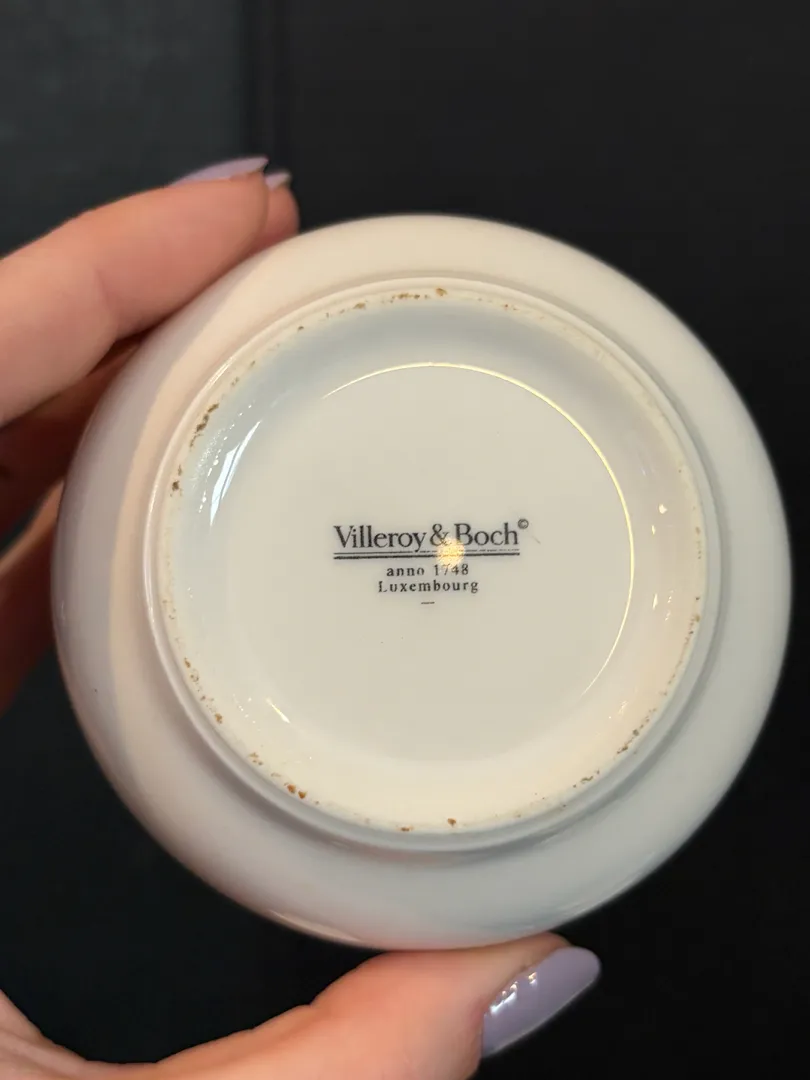 Villeroy & Boch©
anno 1748
Luxembourg